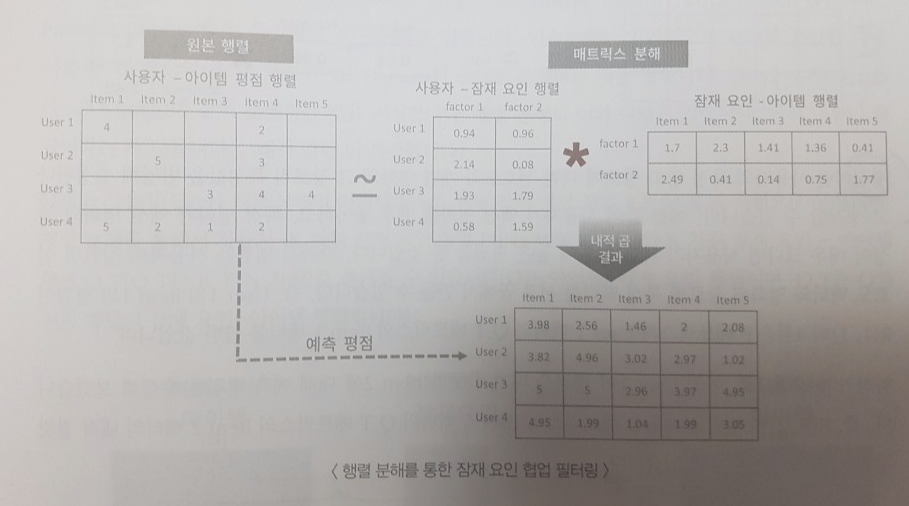 원본 행렬
사용자 – 아이템 평점 행렬
Item 1 Item 2 Item 3 Item 4 Item 5
User 1 4 2
User 2 5 3
User 3 3 4 4
User 4 5 2 1 2
~
매트릭스 분해
사용자 – 잠재 요인 행렬
factor 1 factor 2
User 1 0.94 0.96
User 2 2.14 0.08
User 3 1.93 1.79
User 4 0.58 1.59
*
잠재 요인 - 아이템 행렬
Item 1 Item 2 Item 3 Item 4 Item 5
factor 1 1.7 2.3 1.41 1.36 0.41
factor 2 2.49 0.41 0.14 0.75 1.77
내적 곱
결과
예측 평점
Item 1 Item 2 Item 3 Item 4 Item 5
User 1 3.98 2.56 1.46 2 2.08
User 2 3.82 4.96 3.02 2.97 1.02
User 3 5 5 2.96 3.97 4.95
User 4 4.95 1.99 1.04 1.99 3.05
< 행렬 분해를 통한 잠재 요인 협업 필터링 >